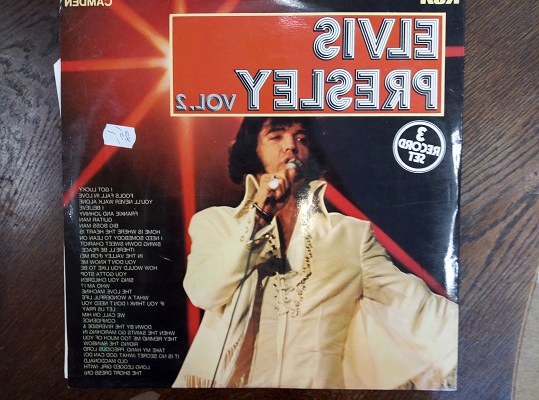 CAMDEN
RCA
ELVIS
PRESLEY VOL.2
3
RECORD
SET
I GOT LUCKY
FOOLS FALL IN LOVE
YOU'LL NEVER WALK ALONE
I BELIEVE
FRANKIE AND JOHNNY
GUITAR MAN
BIG BOSS MAN
HOME IS WHERE THE HEART IS
I NEED SOMEBODY TO LEAN ON
SWING DOWN SWEET CHARIOT
(THERE'LL BE) PEACE
IN THE VALLEY (FOR ME)
YOU DON'T KNOW ME
HOW WOULD YOU LIKE TO BE
YOU GOTTA STOP
SING YOU CHILDREN
WHO AM I?
THE LOVE MACHINE
WHAT A WONDERFUL LIFE
IF YOU THINK I DON'T NEED YOU
LET US PRAY
WE CALL ON HIM
CONFIDENCE
DOWN BY THE RIVERSIDE &
WHEN THE SAINTS GO MARCHING IN
THEY REMIND ME TOO MUCH OF YOU
RIDING THE RAINBOW
TAKE MY HAND, PRECIOUS LORD
IT IS NO SECRET (WHAT GOD CAN DO)
OLD MACDONALD
LONG LEGGED GIRL (WITH
THE SHORT DRESS ON)